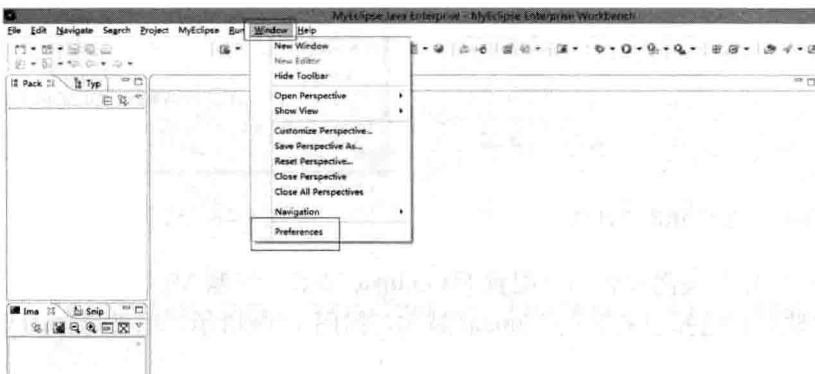 MyEclipse Java Enterprise - MyEclipse Enterprise Workbench
File Edit Navigate Search Project MyEclipse Run Window Help
New Window
New Editor
Hide Toolbar
Open Perspective
Show View
Customize Perspective...
Save Perspective As...
Reset Perspective...
Close Perspective
Close All Perspectives
Navigation
Preferences
Pack Typ
Ima Snip